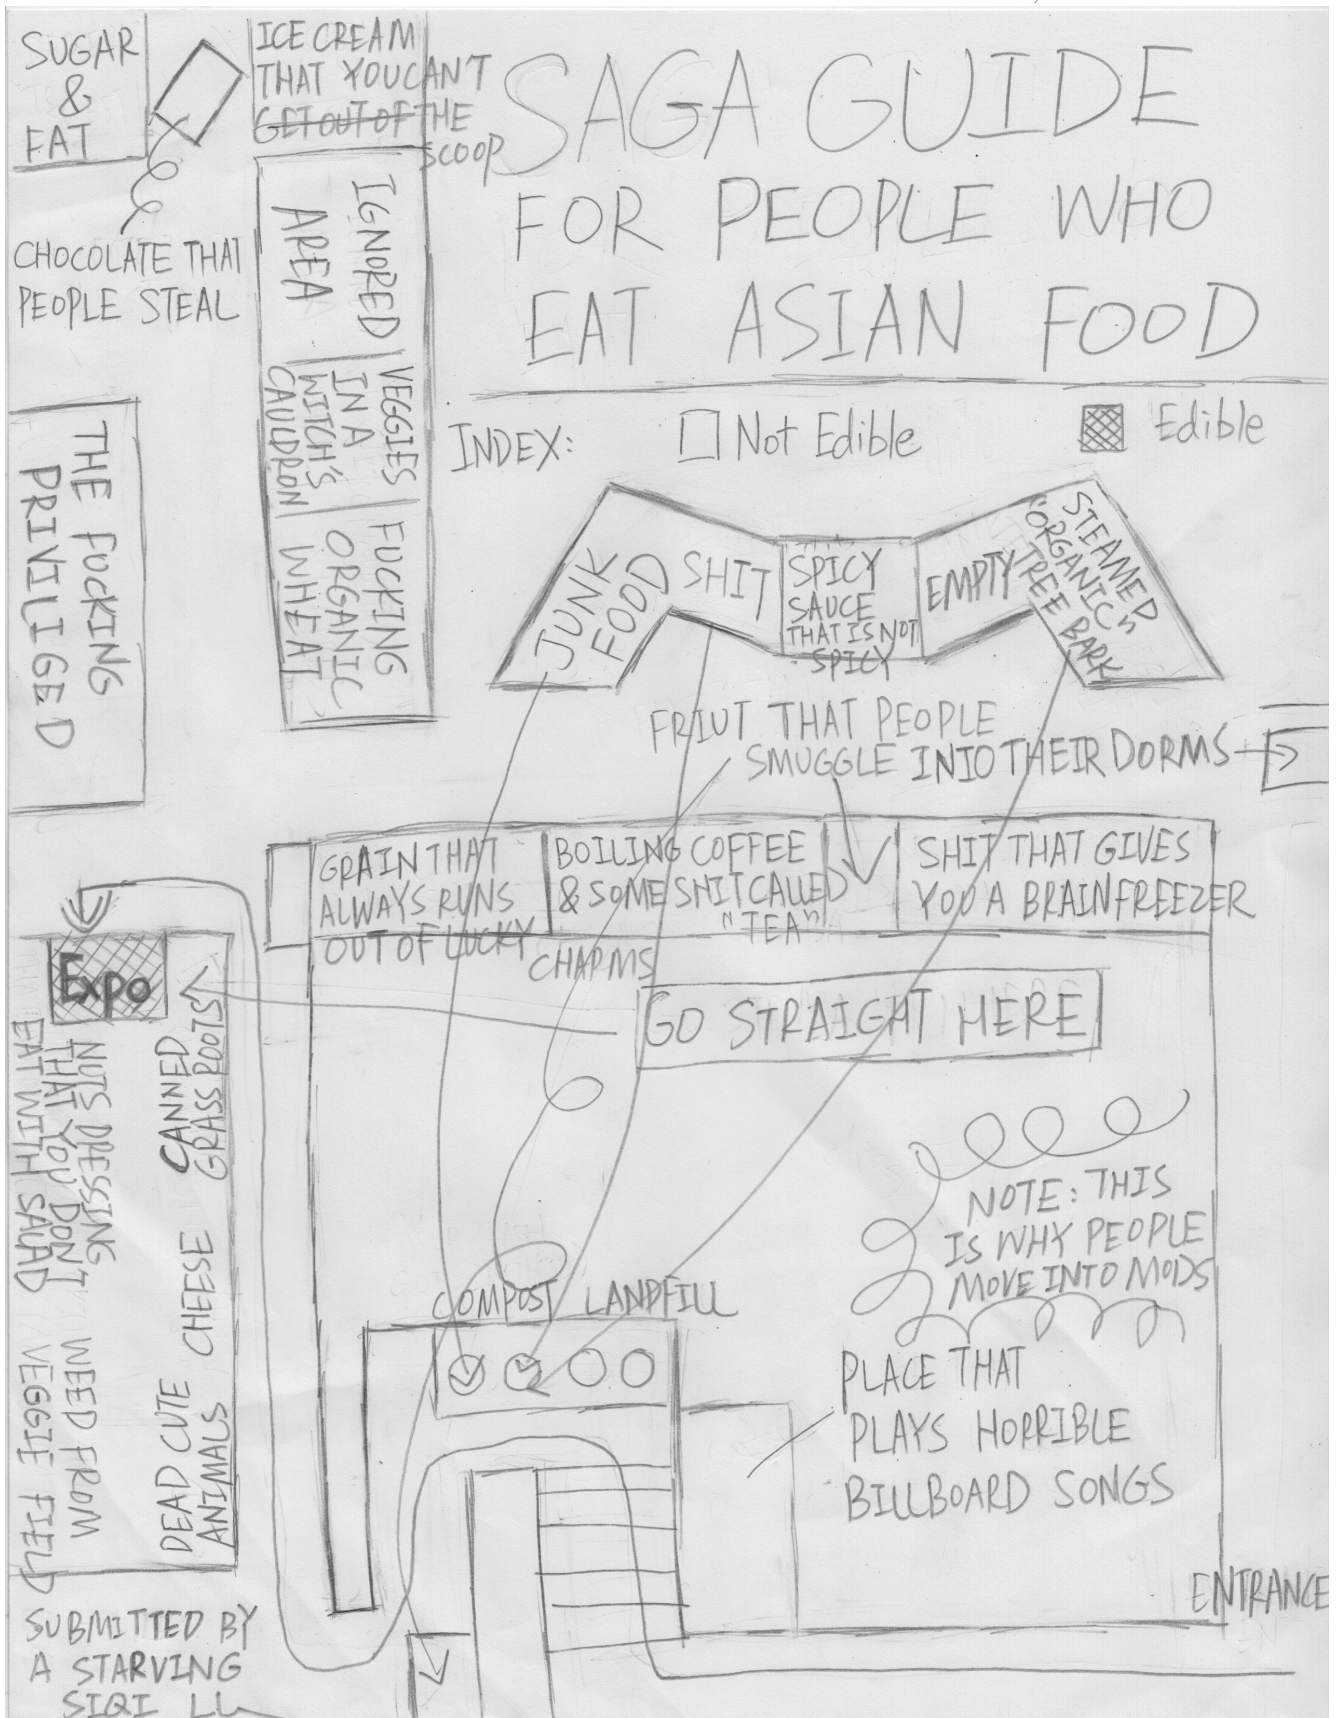 SUGAR
&
FAT
ICE CREAM
THAT YOU CANT
GET OUT OF THE
SCOOP
SAGA GUIDE
FOR PEOPLE WHO
EAT ASIAN FOOD
CHOCOLATE THAT
PEOPLE STEAL
IGNORED
AREA
VEGGIES
IN A
WITCH'S
CAULDRON
FUCKING
ORGANIC
WHEAT
THE FUCKING
PRIVILIGED
INDEX:
Not Edible
Edible
JUNK
FOOD
SHIT
SPICY
SAUCE
THAT IS NOT
SPICY
EMPTY
STEAMED
"ORGANIC"
TREE BARK
FRIUT THAT PEOPLE
SMUGGLE INTO THEIR DORMS
GRAIN THAT
ALWAYS RUNS
OUT OF LUCKY
CHARMS
BOILING COFFEE
& SOME SHIT CALLED
"TEA"
SHIT THAT GIVES
YOU A BRAINFREEZER
Expo
GO STRAIGHT HERE
CANNED
GRASS ROOTS
NUTS DRESSING
THAT YOU DON'T
EAT WITH SALAD
CHEESE
DEAD CUTE
ANIMALS
WEED FROM
VEGGIE FIELD
NOTE: THIS
IS WHY PEOPLE
MOVE INTO MODS
COMPOST LANDFILL
PLACE THAT
PLAYS HORRIBLE
BILLBOARD SONGS
ENTRANCE
SUBMITTED BY
A STARVING
SIQI